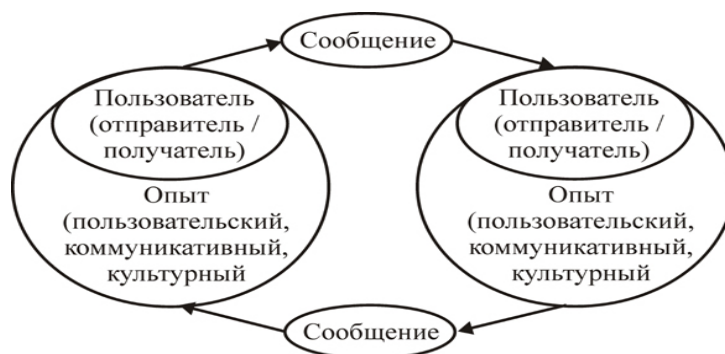 Сообщение
Пользователь
(отправитель /
получатель)
Опыт
(пользовательский,
коммуникативный,
культурный
Пользователь
(отправитель /
получатель)
Опыт
(пользовательский,
коммуникативный,
культурный
Сообщение